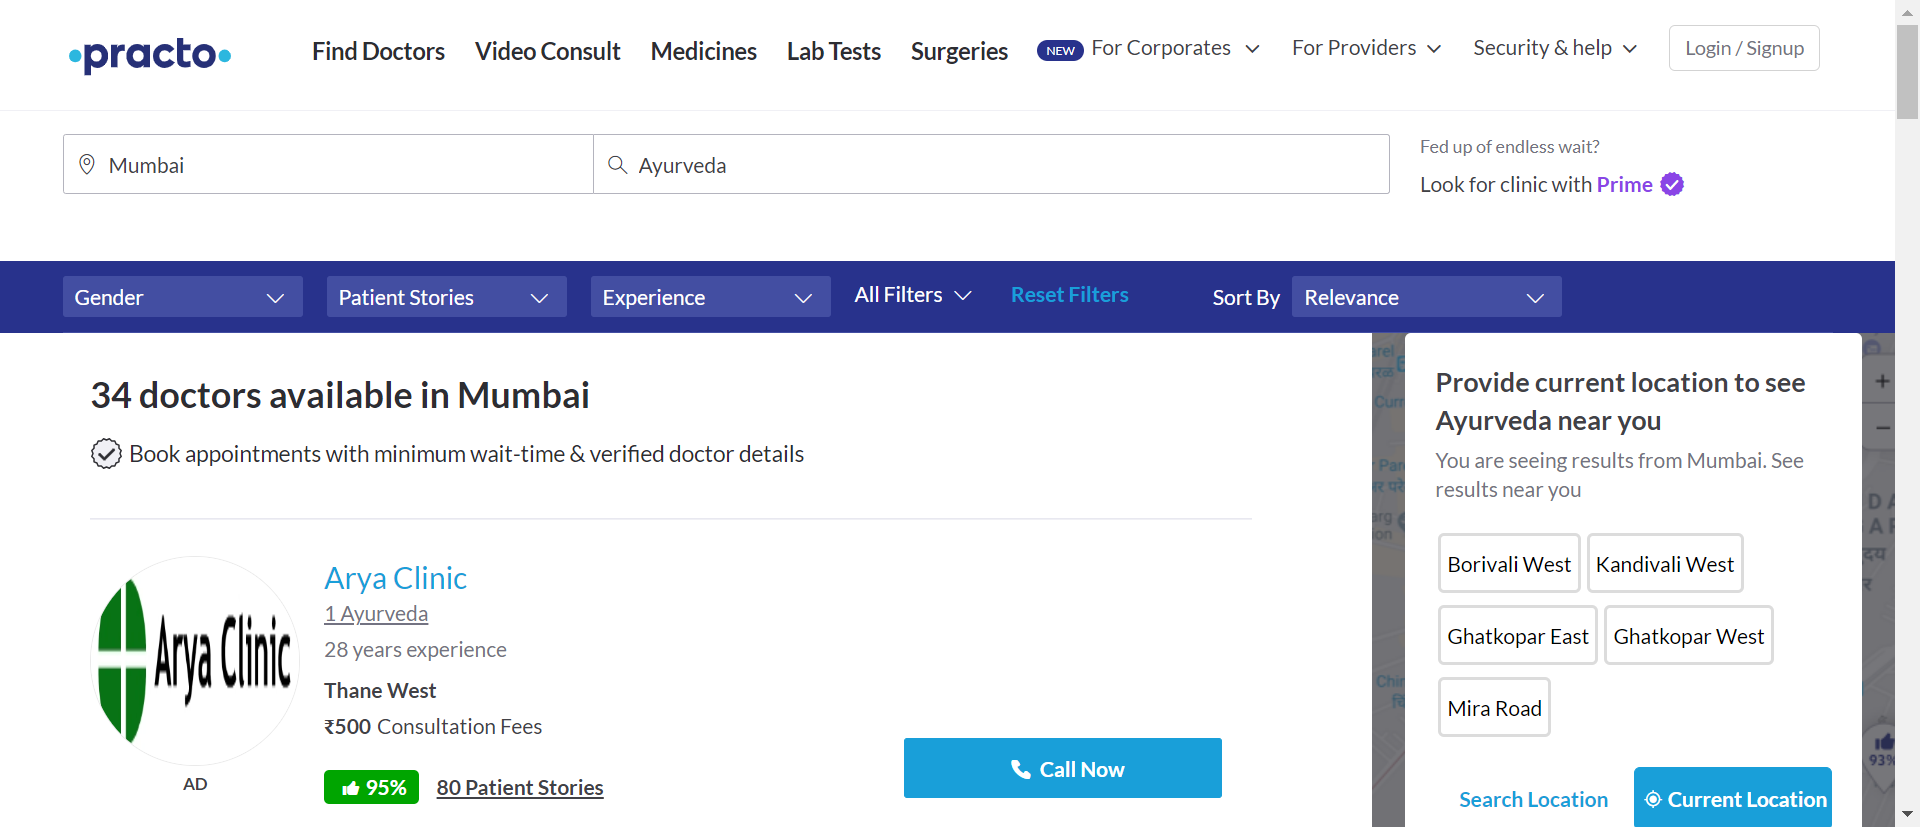 practo
Find Doctors
Video Consult
Medicines
Lab Tests
Surgeries
NEW
For Corporates
For Providers
Security & help
Login / Signup
Mumbai
Ayurveda
Fed up of endless wait?
Look for clinic with Prime
Gender
Patient Stories
Experience
All Filters
Reset Filters
Sort By
Relevance
34 doctors available in Mumbai
Book appointments with minimum wait-time & verified doctor details
Arya Clinic
Arya Clinic
1 Ayurveda
28 years experience
Thane West
₹500 Consultation Fees
AD
95%
80 Patient Stories
Call Now
Provide current location to see
Ayurveda near you
You are seeing results from Mumbai. See
results near you
Borivali West
Kandivali West
Ghatkopar East
Ghatkopar West
Mira Road
Search Location
Current Location
93%